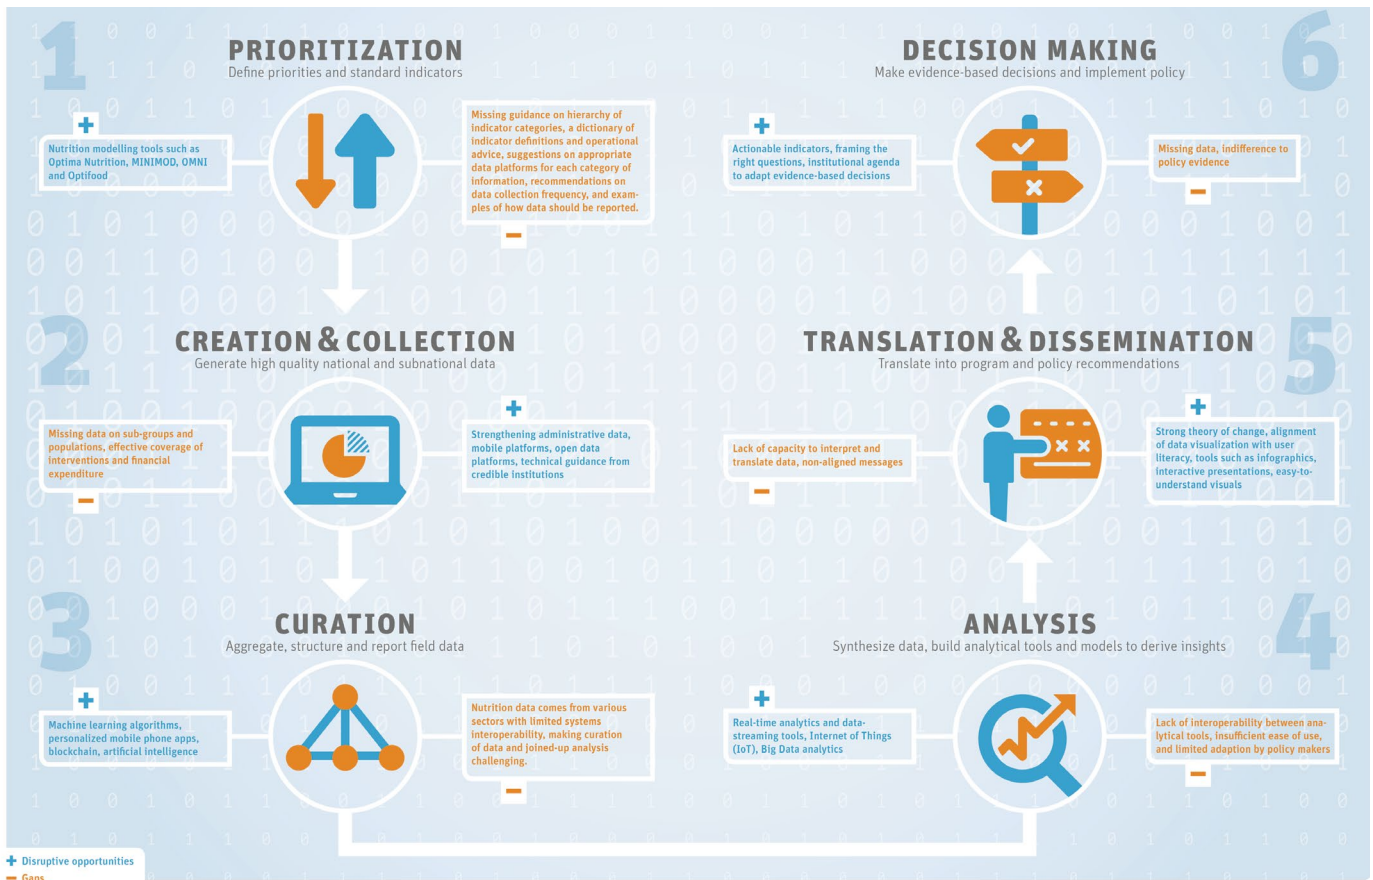 1
PRIORITIZATION
Define priorities and standard indicators
+
Nutrition modelling tools such as
Optima Nutrition, MINIMOD, OMNI
and Optifood
Missing guidance on hierarchy of
indicator categories, a dictionary of
indicator definitions and operational
advice, suggestions on appropriate
data platforms for each category of
information, recommendations on
data collection frequency, and exam-
ples of how data should be reported.
–
2
CREATION & COLLECTION
Generate high quality national and subnational data
Missing data on sub-groups and
populations, effective coverage of
interventions and financial
expenditure
–
+
Strengthening administrative data,
mobile platforms, open data
platforms, technical guidance from
credible institutions
3
CURATION
Aggregate, structure and report field data
+
Machine learning algorithms,
personalized mobile phone apps,
blockchain, artificial intelligence
Nutrition data comes from various
sectors with limited systems
interoperability, making curation
of data and joined-up analysis
challenging.
–
4
ANALYSIS
Synthesize data, build analytical tools and models to derive insights
+
Real-time analytics and data-
streaming tools, Internet of Things
(IoT), Big Data analytics
Lack of interoperability between ana-
lytical tools, insufficient ease of use,
and limited adaption by policy makers
–
5
TRANSLATION & DISSEMINATION
Translate into program and policy recommendations
Lack of capacity to interpret and
translate data, non-aligned messages
–
+
Strong theory of change, alignment
of data visualization with user
literacy, tools such as infographics,
interactive presentations, easy-to-
understand visuals
6
DECISION MAKING
Make evidence-based decisions and implement policy
+
Actionable indicators, framing the
right questions, institutional agenda
to adapt evidence-based decisions
Missing data, indifference to
policy evidence
–
+ Disruptive opportunities
– Gaps